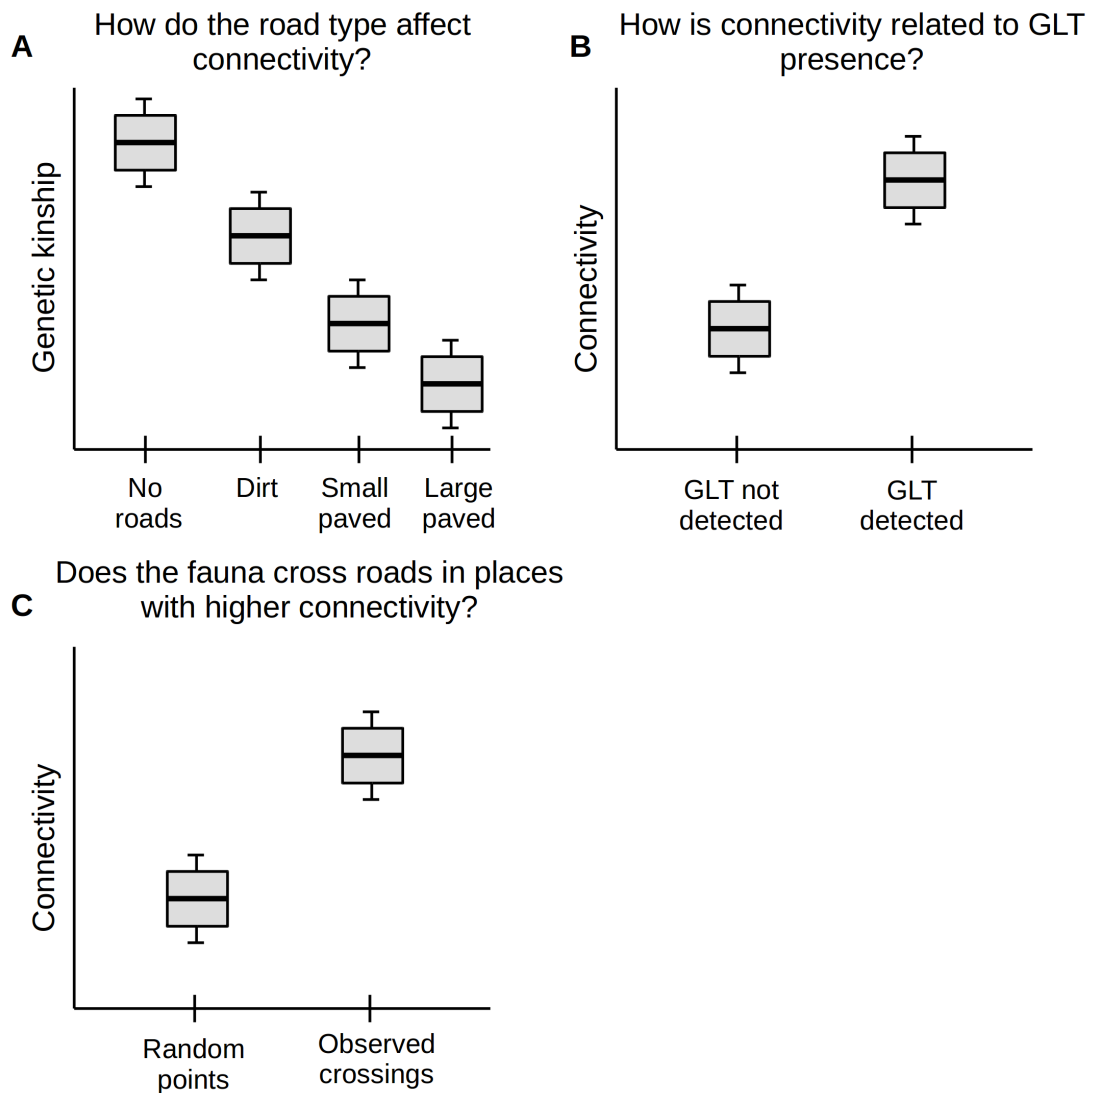 A
How do the road type affect
connectivity?
Genetic kinship
No
roads
Dirt
Small
paved
Large
paved
B
How is connectivity related to GLT
presence?
Connectivity
GLT not
detected
GLT
detected
C
Does the fauna cross roads in places
with higher connectivity?
Connectivity
Random
points
Observed
crossings